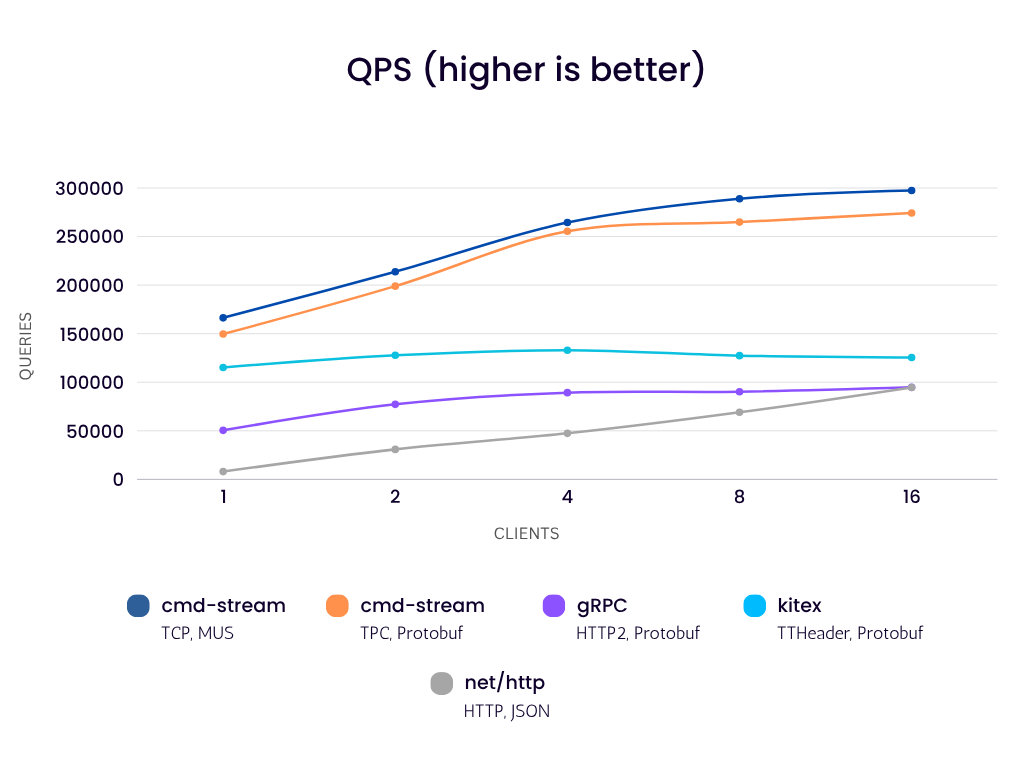 QPS (higher is better)
300000
250000
200000
150000
100000
50000
0
QUERIES
1 2 4 8 16
CLIENTS
cmd-stream cmd-stream gRPC kitex
TCP, MUS TPC, Protobuf HTTP2, Protobuf TTHeader, Protobuf
net/http
HTTP, JSON